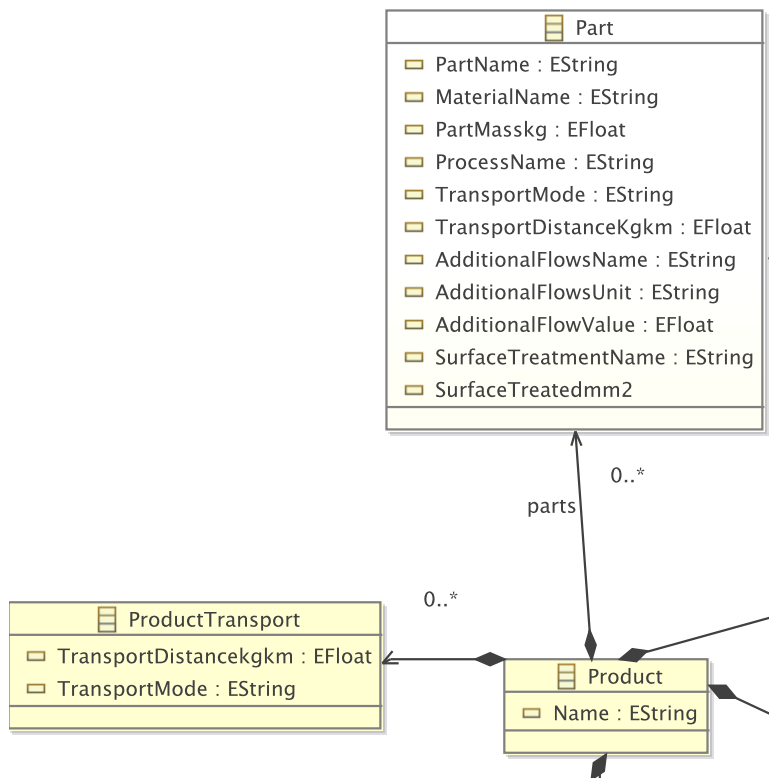 Part
PartName : EString
MaterialName : EString
PartMasskg : EFloat
ProcessName : EString
TransportMode : EString
TransportDistanceKgkm : EFloat
AdditionalFlowsName : EString
AdditionalFlowsUnit : EString
AdditionalFlowValue : EFloat
SurfaceTreatmentName : EString
SurfaceTreatedmm2
0..*
parts
0..*
ProductTransport
TransportDistancekgkm : EFloat
TransportMode : EString
Product
Name : EString